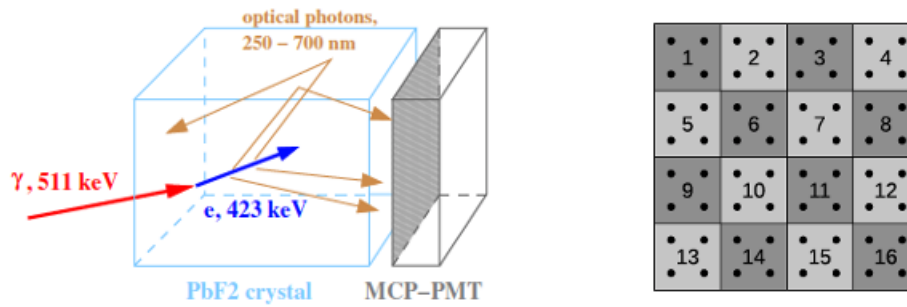 optical photons,
250 – 700 nm
γ, 511 keV
e, 423 keV
PbF2 crystal
MCP–PMT
1 2 3 4
5 6 7 8
9 10 11 12
13 14 15 16